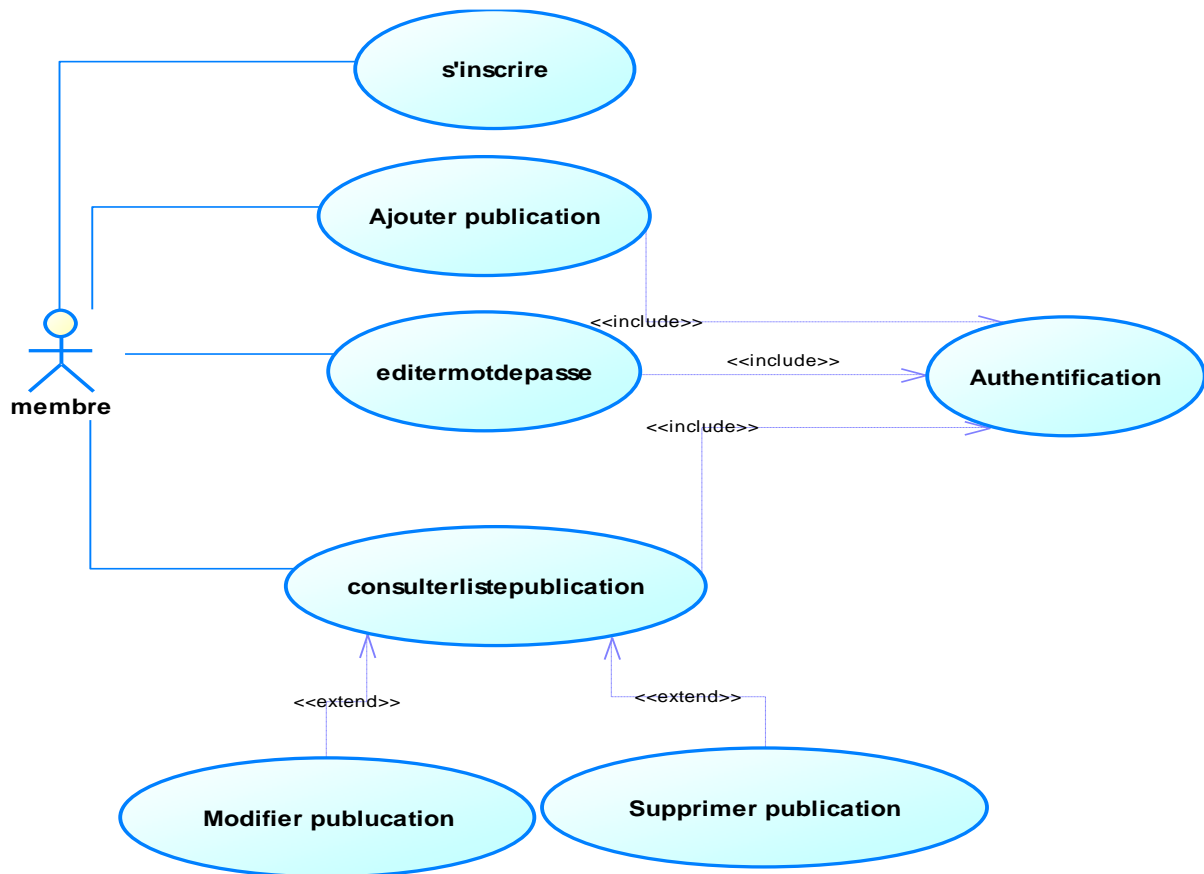 s'inscrire
Ajouter publication
<<include>>
editermotdepasse
<<include>>
Authentification
membre
<<include>>
consulterlistepublication
<<extend>>
<<extend>>
Modifier publucation
Supprimer publication